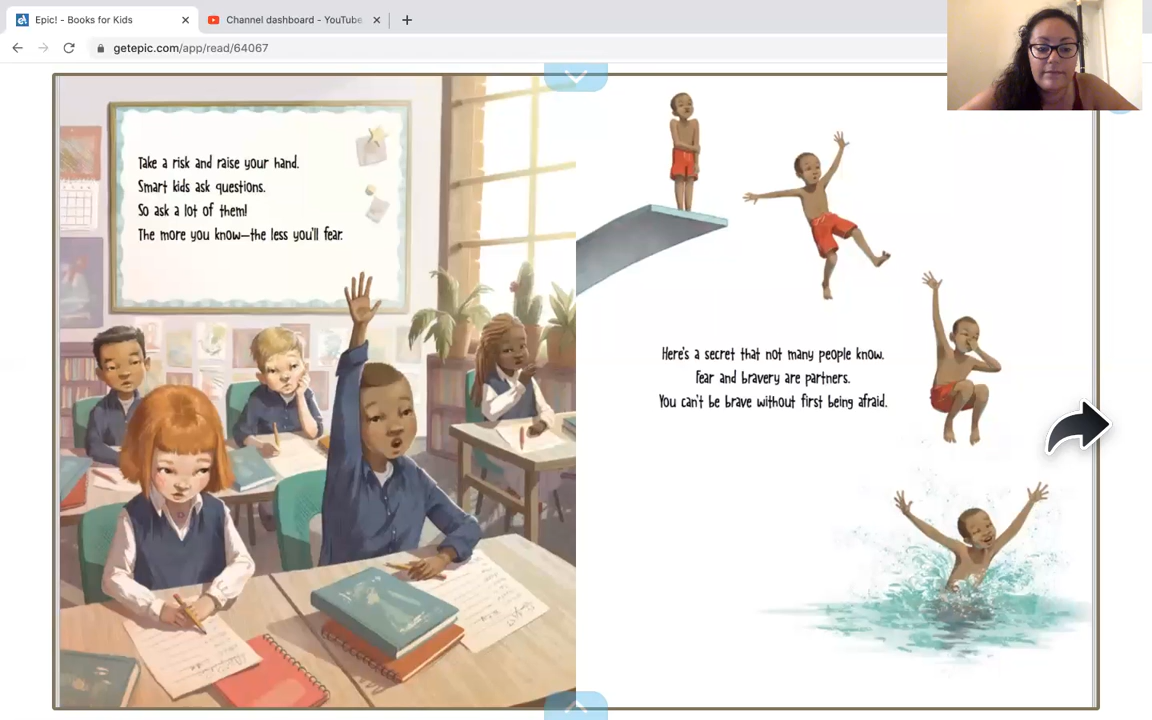 Epic! - Books for Kids
Channel dashboard - YouTube
getepic.com/app/read/64067
Take a risk and raise your hand.
Smart kids ask questions.
So ask a lot of them!
The more you know—the less you'll fear.
Here's a secret that not many people know.
Fear and bravery are partners.
You can't be brave without first being afraid.